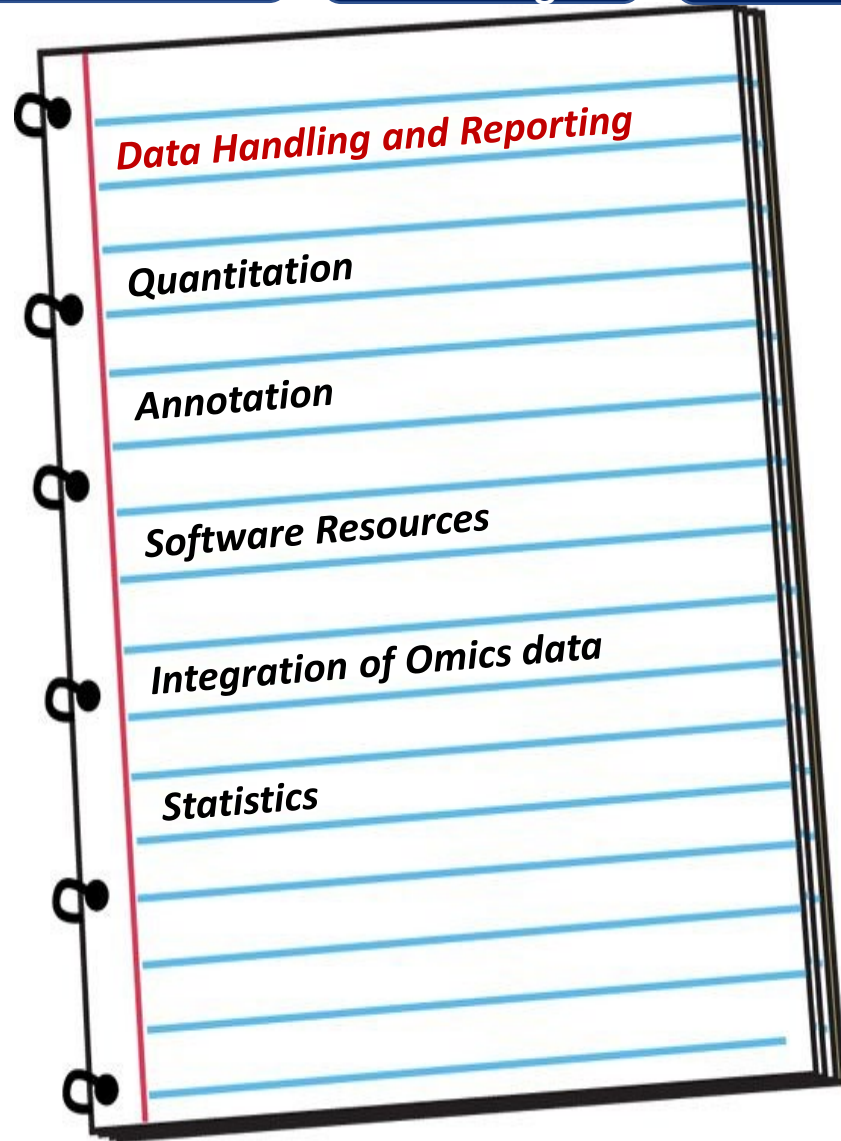 Data Handling and Reporting
Quantitation
Annotation
Software Resources
Integration of Omics data
Statistics